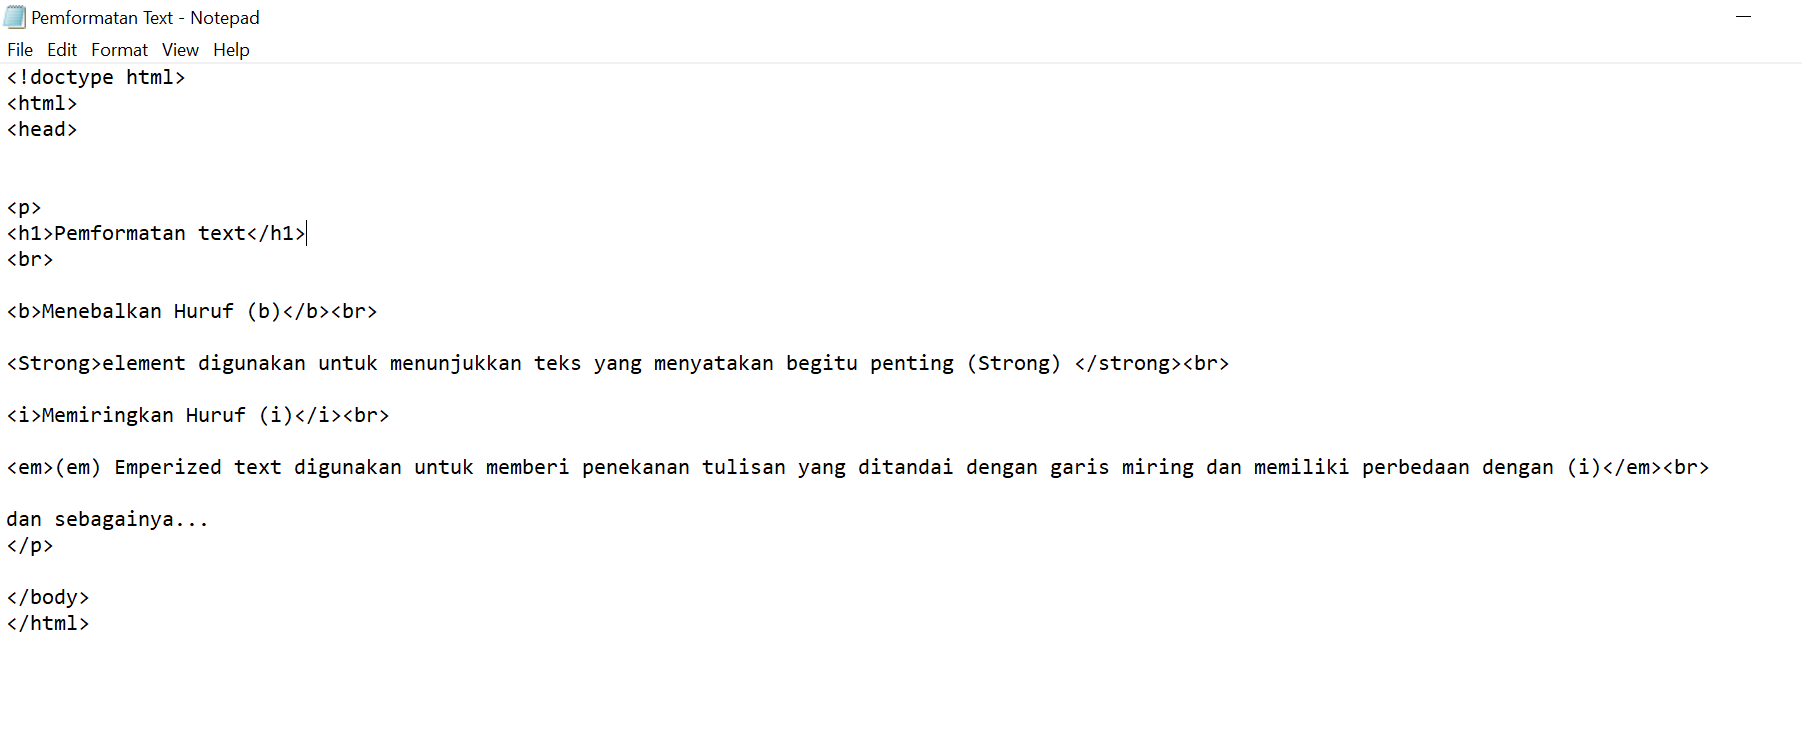 Pemformatan Text - Notepad
File Edit Format View Help
<!doctype html>
<html>
<head>
<p>
<h1>Pemformatan text</h1>
<br>
<b>Menebalkan Huruf (b)</b><br>
<Strong>element digunakan untuk menunjukkan teks yang menyatakan begitu penting (Strong) </strong><br>
<i>Memiringkan Huruf (i)</i><br>
<em>(em) Emperized text digunakan untuk memberi penekanan tulisan yang ditandai dengan garis miring dan memiliki perbedaan dengan (i)</em><br>
dan sebagainya...
</p>
</body>
</html>